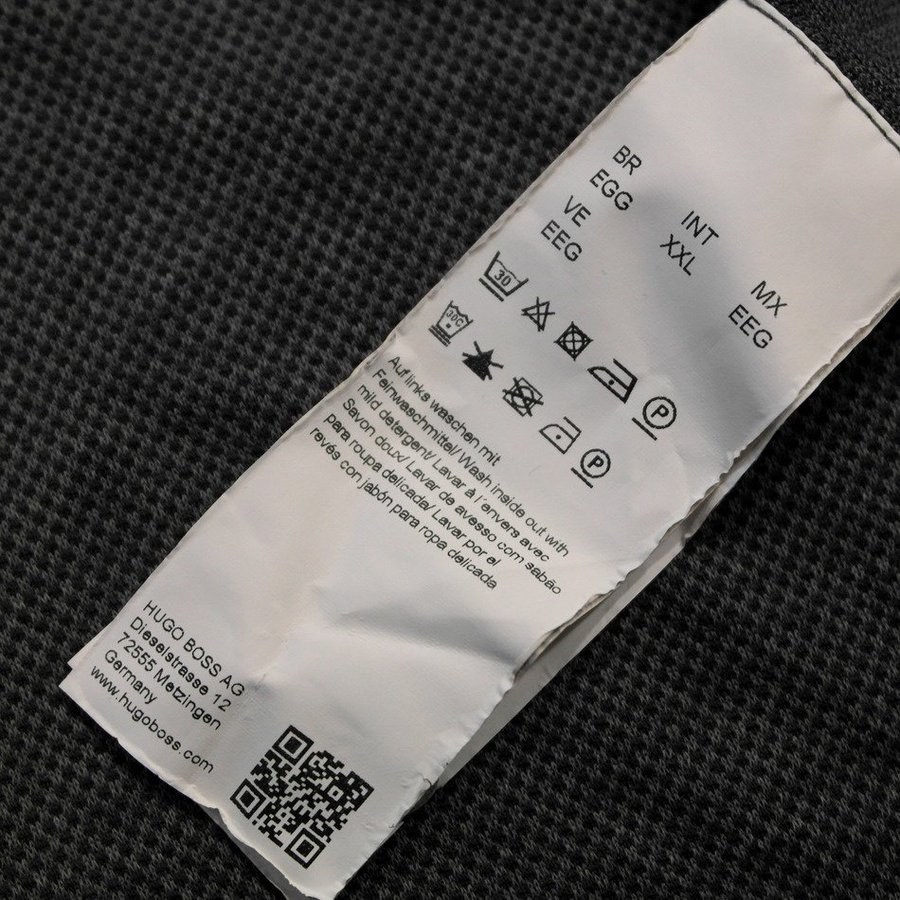 BR
EGG
INT
XXL
MX
EEG
VE
EEG
30
P
30C
P
Auf links waschen mit
Feinwaschmittel/ Wash inside out with
mild detergent/ Lavar à l´envers avec
Savon doux/ Lavar de avesso com sabão
para roupa delicada/ Lavar por el
revés con jabón para ropa delicada
HUGO BOSS AG
Dieselstrasse 12
72555 Metzingen
Germany
www.hugoboss.com